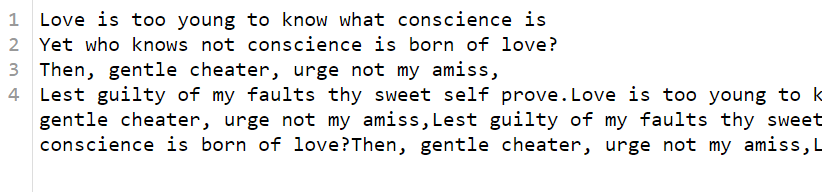 1 Love is too young to know what conscience is
2 Yet who knows not conscience is born of love?
3 Then, gentle cheater, urge not my amiss,
4 Lest guilty of my faults thy sweet self prove.Love is too young to
gentle cheater, urge not my amiss,Lest guilty of my faults thy sweet
conscience is born of love?Then, gentle cheater, urge not my amiss,